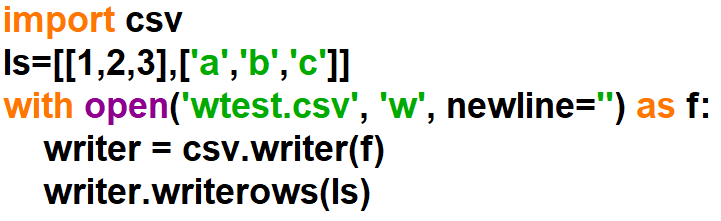 import csv
ls=[[1,2,3],['a','b','c']]
with open('wtest.csv', 'w', newline='') as f:
    writer = csv.writer(f)
    writer.writerows(ls)